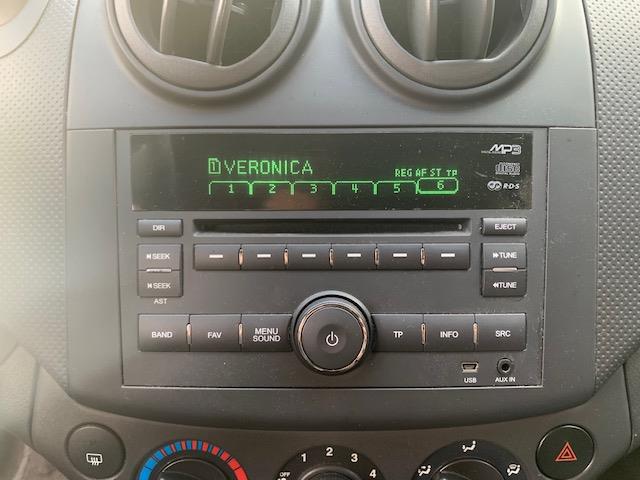 MP3
1 VERONICA
REG AF ST TP
1 2 3 4 5 6
R·D·S
DIR
EJECT
SEEK
TUNE
SEEK
TUNE
AST
BAND
FAV
MENU
SOUND
TP
INFO
SRC
USB
AUX IN
OFF 1 2 3 4